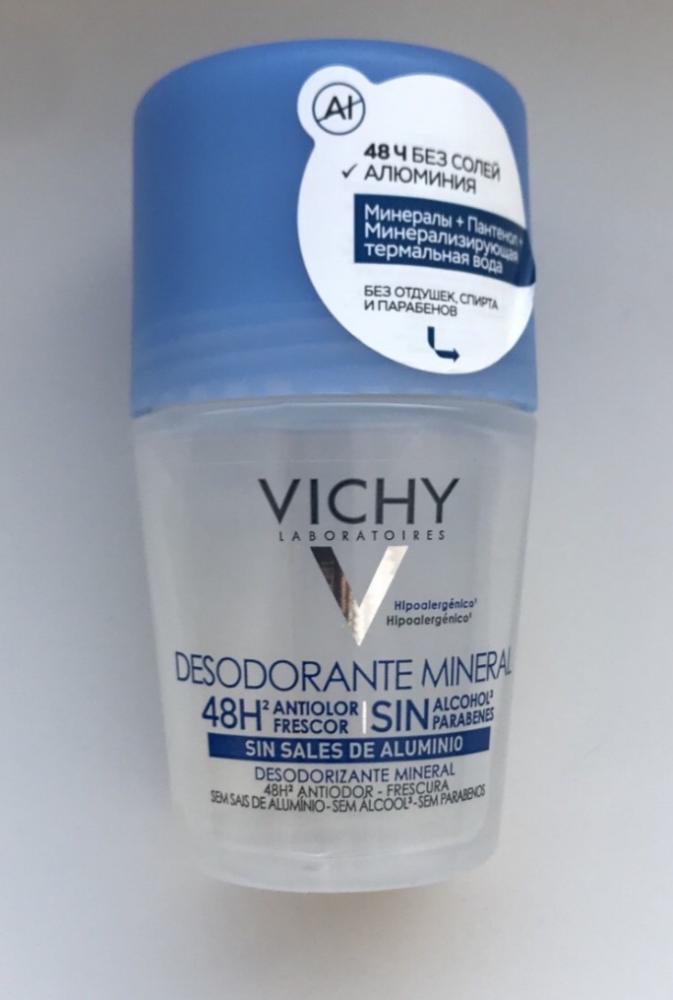 Al
48 Ч БЕЗ СОЛЕЙ
✓ АЛЮМИНИЯ
Минералы + Пантенол +
Минерализирующая
термальная вода
БЕЗ ОТДУШЕК, СПИРТА
И ПАРАБЕНОВ
VICHY
LABORATOIRES
V
Hipoalergénico¹
Hipoalergénico¹
DESODORANTE MINERAL
48H² ANTIOLOR FRESCOR | SIN ALCOHOL³ PARABENES
SIN SALES DE ALUMINIO
DESODORIZANTE MINERAL
48H² ANTIODOR - FRESCURA
SEM SAIS DE ALUMÍNIO-SEM ÁLCOOL³-SEM PARABENOS